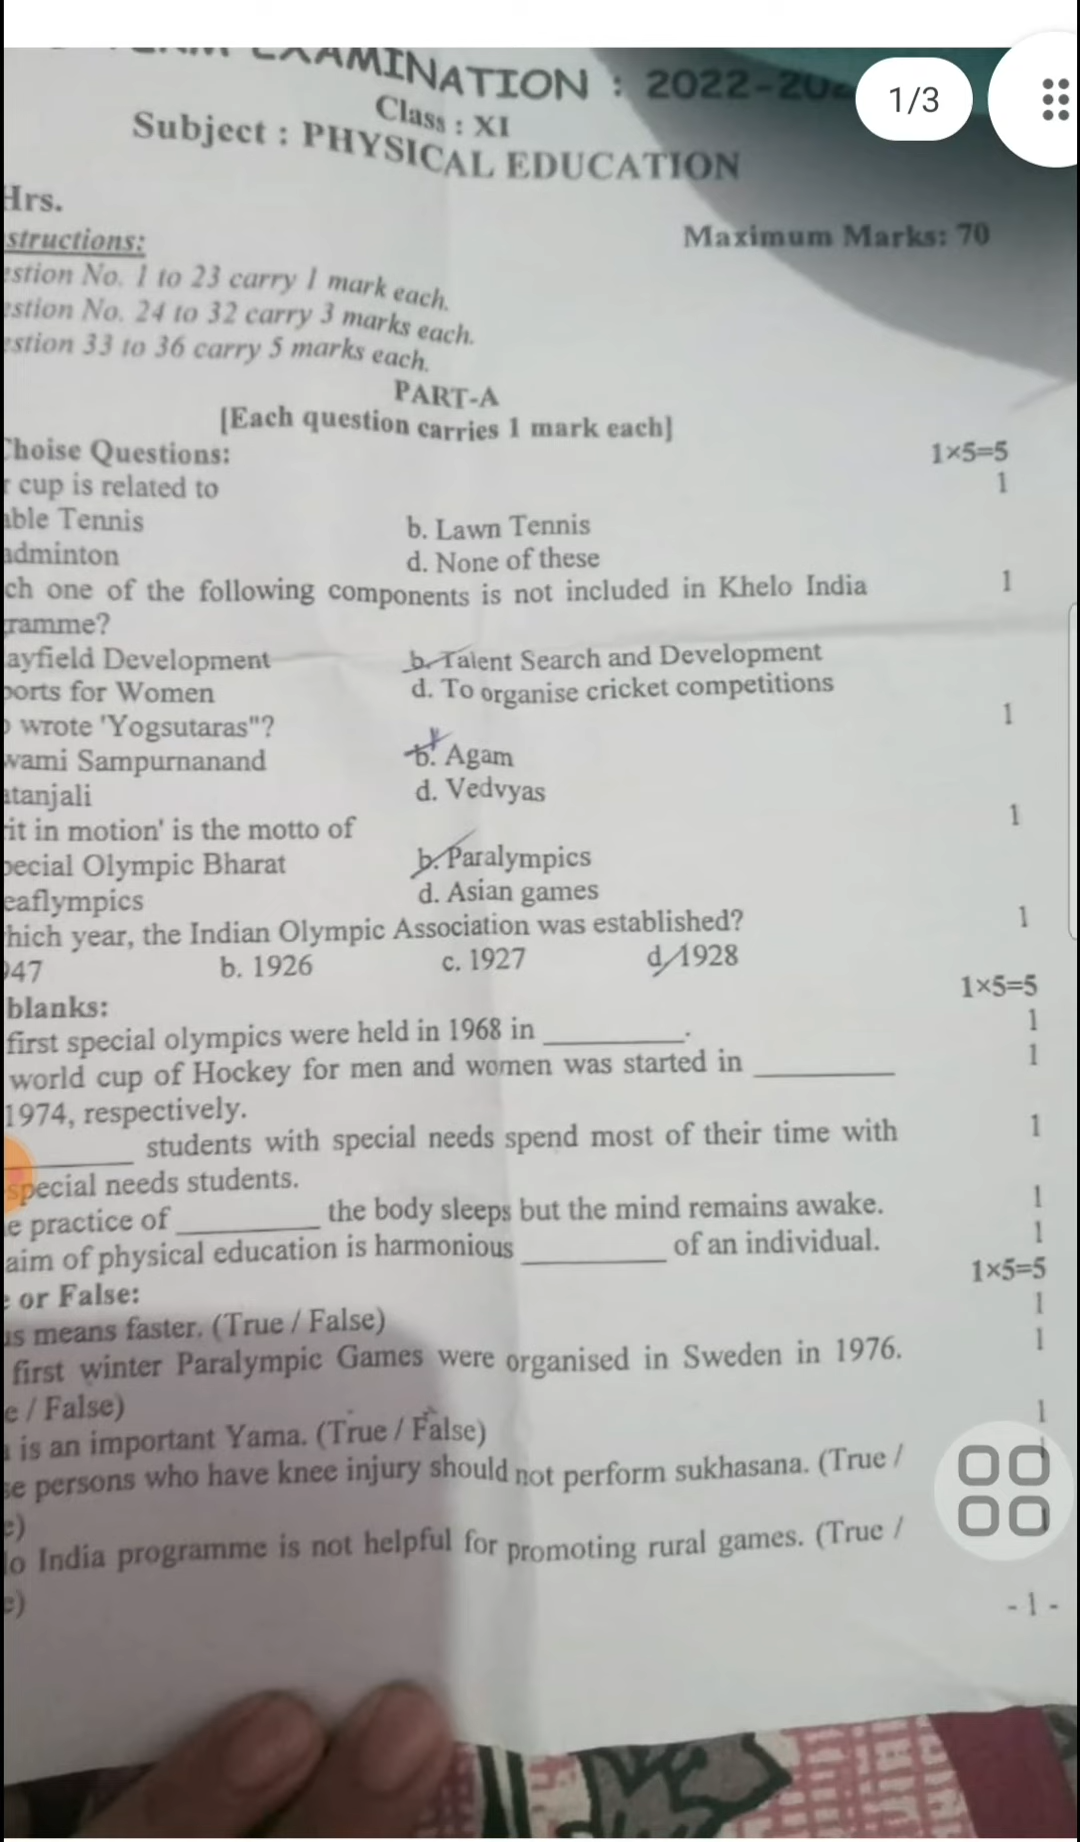 EXAMINATION : 2022-
1/3
Class : XI
Subject : PHYSICAL EDUCATION
Hrs.
Maximum Marks: 70
structions:
estion No. 1 to 23 carry 1 mark each.
estion No. 24 to 32 carry 3 marks each.
estion 33 to 36 carry 5 marks each.
PART-A
[Each question carries 1 mark each]
Choise Questions: 1×5=5
r cup is related to 1
able Tennis b. Lawn Tennis
adminton d. None of these
ch one of the following components is not included in Khelo India 1
gramme?
ayfield Development b. Talent Search and Development
ports for Women d. To organise cricket competitions
o wrote 'Yogsutaras"? 1
wami Sampurnanand b. Agam
atanjali d. Vedvyas
rit in motion' is the motto of 1
pecial Olympic Bharat b. Paralympics
eaflympics d. Asian games
hich year, the Indian Olympic Association was established? 1
947 b. 1926 c. 1927 d. 1928
blanks: 1×5=5
first special olympics were held in 1968 in ________. 1
world cup of Hockey for men and women was started in ________ 1
1974, respectively.
________ students with special needs spend most of their time with 1
special needs students.
e practice of ________ the body sleeps but the mind remains awake. 1
aim of physical education is harmonious ________ of an individual. 1
e or False: 1×5=5
us means faster. (True / False) 1
first winter Paralympic Games were organised in Sweden in 1976. 1
e / False)
a is an important Yama. (True / False) 1
se persons who have knee injury should not perform sukhasana. (True /
e)
lo India programme is not helpful for promoting rural games. (True / 1
e)
- 1 -